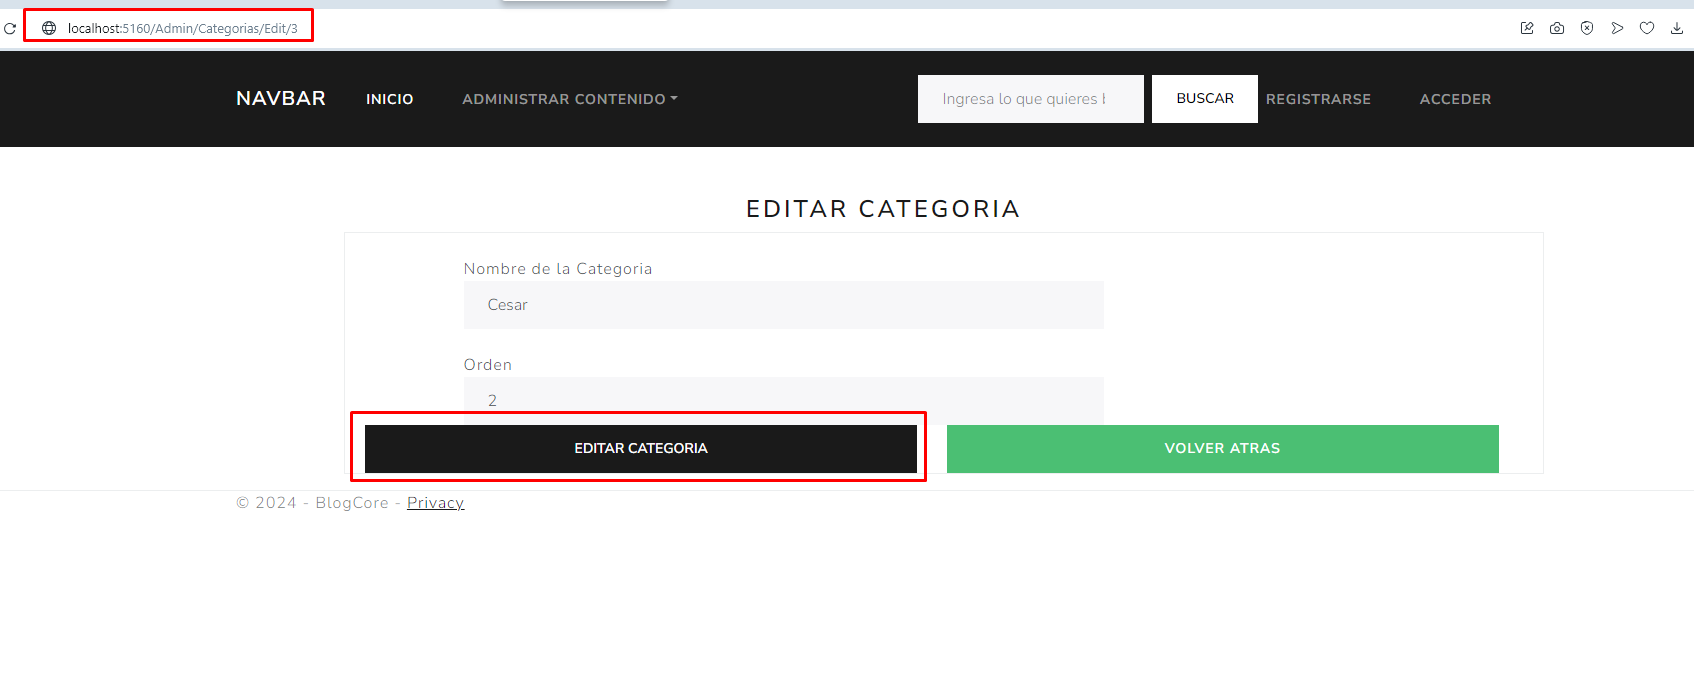 localhost:5160/Admin/Categorias/Edit/3
NAVBAR INICIO ADMINISTRAR CONTENIDO Ingresa lo que quieres b BUSCAR REGISTRARSE ACCEDER
EDITAR CATEGORIA
Nombre de la Categoria
Cesar
Orden
2
EDITAR CATEGORIA VOLVER ATRAS
© 2024 - BlogCore - Privacy